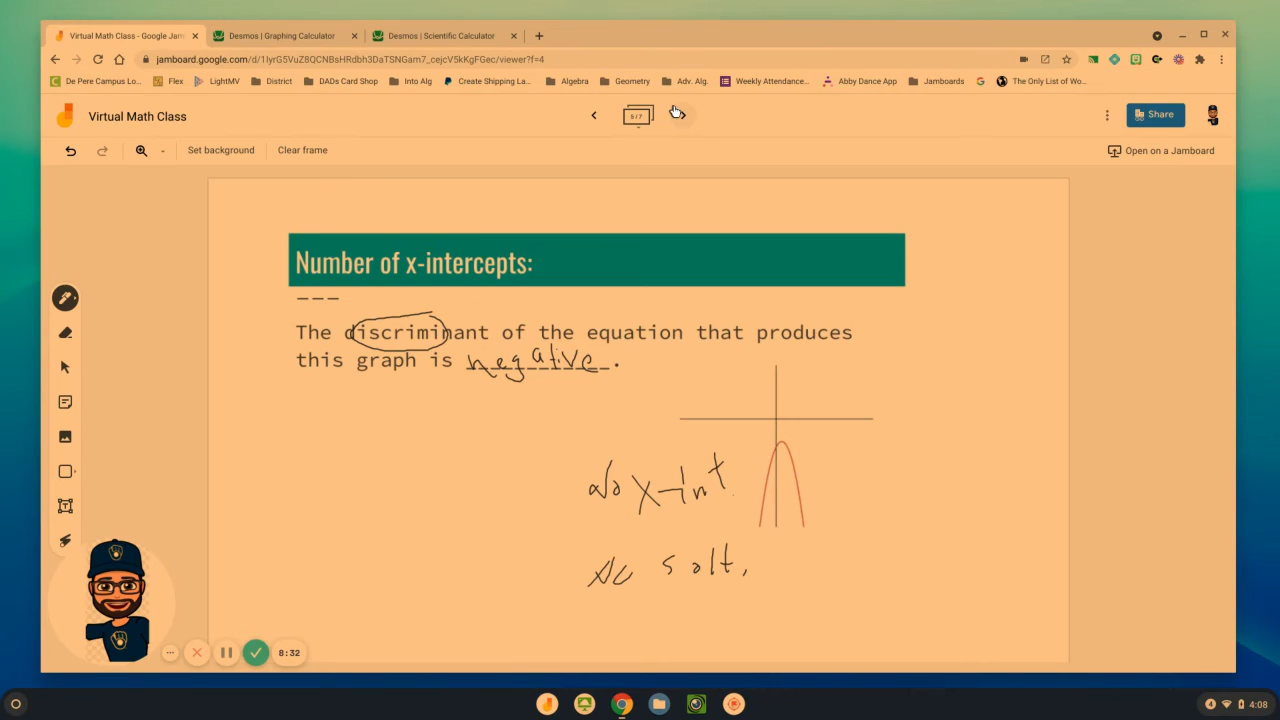 Virtual Math Class - Google Jam
Desmos | Graphing Calculator
Desmos | Scientific Calculator
jamboard.google.com/d/1IyrG5VuZ8QCNBsHRdbh3DaTSNGam7_cejcV5kKgFGec/viewer?f=4
De Pere Campus Lo...
Flex
LightMV
District
DADs Card Shop
Into Alg
Create Shipping La...
Algebra
Geometry
Adv. Alg.
Weekly Attendance...
Abby Dance App
Jamboards
The Only List of Wo...
Virtual Math Class
5/7
Share
Set background
Clear frame
Open on a Jamboard
Number of x-intercepts:
---
The discriminant of the equation that produces
this graph is negative.
No x-int.
No solt,
8:32
4
4:08